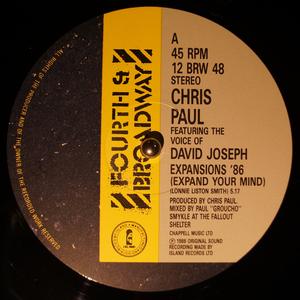 A
45 RPM
12 BRW 48
STEREO
CHRIS
PAUL
FEATURING THE
VOICE OF
DAVID JOSEPH
EXPANSIONS '86
(EXPAND YOUR MIND)
(LONNIE LISTON SMITH) 5.17
PRODUCED BY CHRIS PAUL
MIXED BY PAUL "GROUCHO"
SMYKLE AT THE FALLOUT
SHELTER
CHAPPELL MUSIC LTD
℗ 1986 ORIGINAL SOUND
RECORDING MADE BY
ISLAND RECORDS LTD
FOURTH &
BROADWAY
ALL RIGHTS OF THE PRODUCER AND OF THE OWNER OF THE